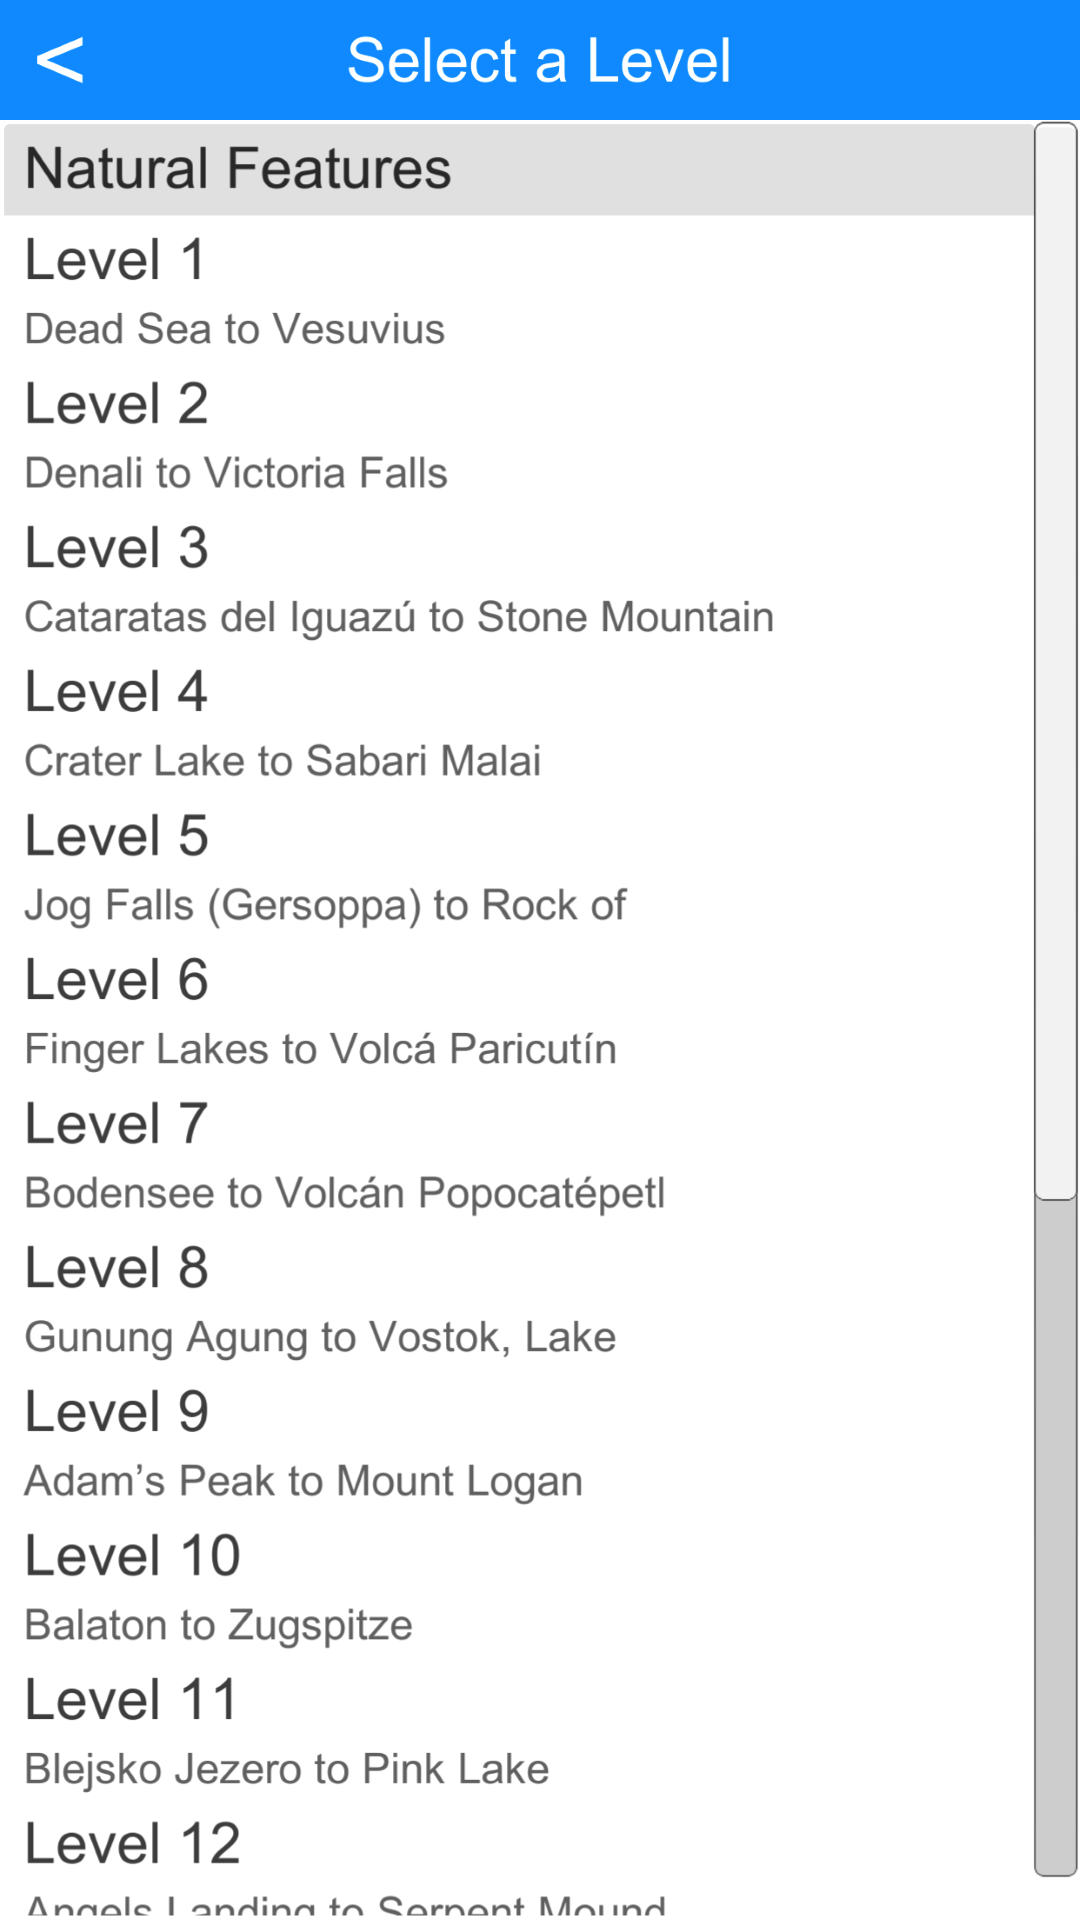 <
Select a Level
Natural Features
Level 1
Dead Sea to Vesuvius
Level 2
Denali to Victoria Falls
Level 3
Cataratas del Iguazú to Stone Mountain
Level 4
Crater Lake to Sabari Malai
Level 5
Jog Falls (Gersoppa) to Rock of
Level 6
Finger Lakes to Volcá Paricutín
Level 7
Bodensee to Volcán Popocatépetl
Level 8
Gunung Agung to Vostok, Lake
Level 9
Adam’s Peak to Mount Logan
Level 10
Balaton to Zugspitze
Level 11
Blejsko Jezero to Pink Lake
Level 12
Angels Landing to Serpent Mound